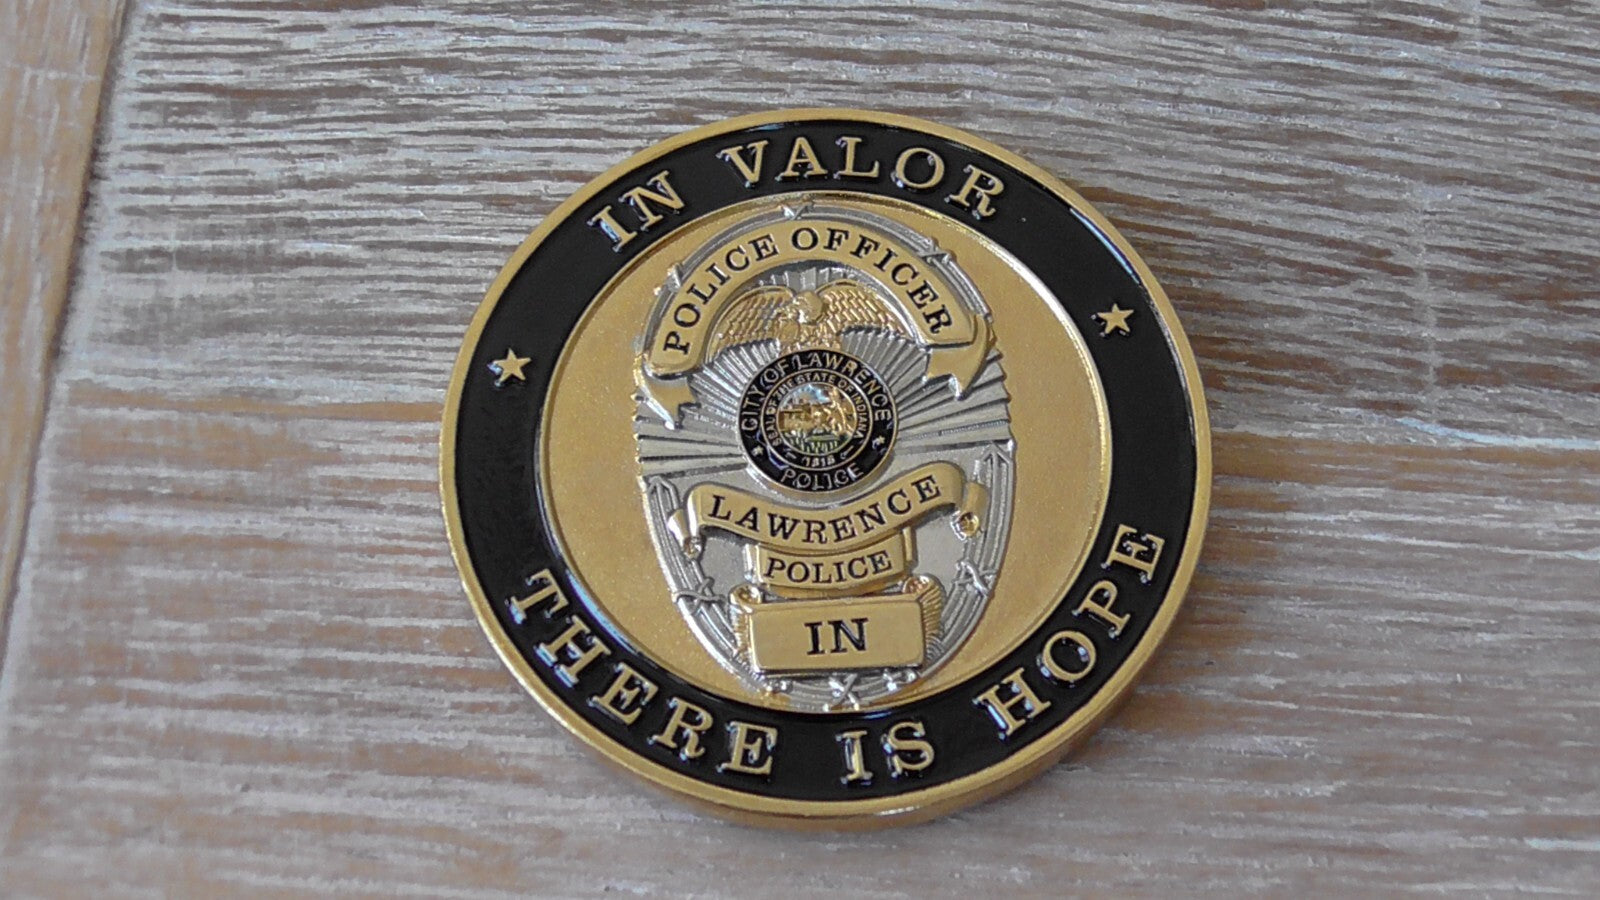 IN VALOR
POLICE OFFICER
CITY OF LAWRENCE
SEAL OF THE STATE OF INDIANA
1816
POLICE
LAWRENCE
POLICE
IN
THERE IS HOPE